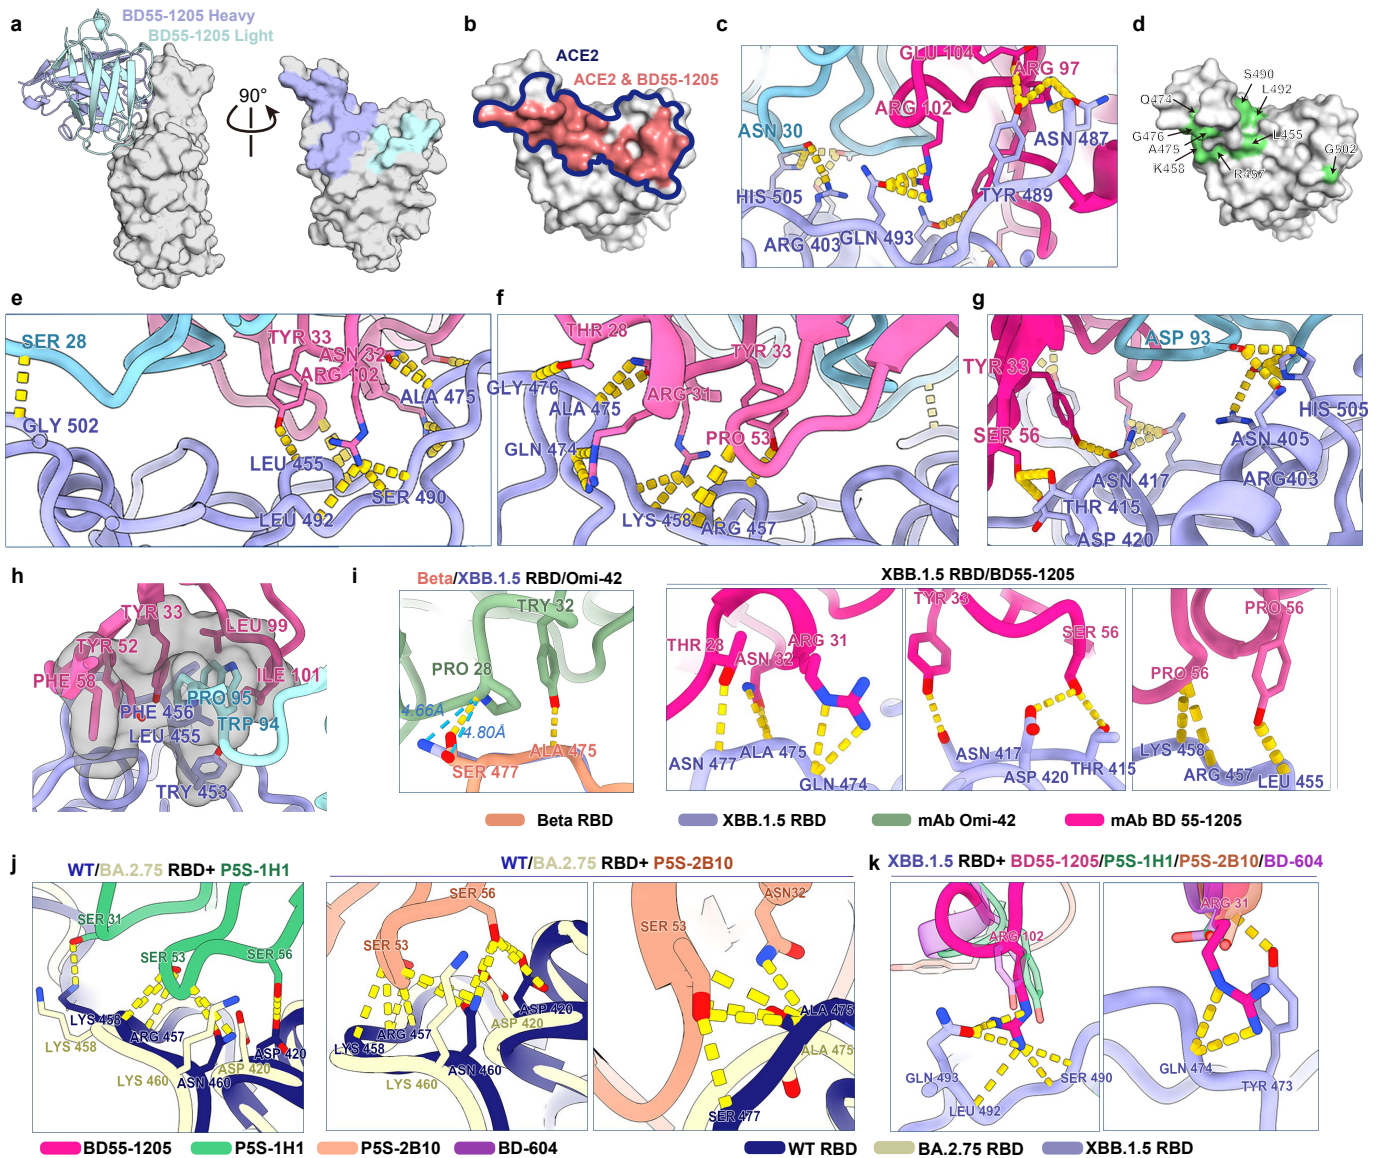 a
BD55-1205 Heavy
BD55-1205 Light
90°
b
ACE2
ACE2 & BD55-1205
c
GLU 104
ARG 97
ARG 102
ASN 30
ASN 487
HIS 505
TYR 489
ARG 403
GLN 493
d
S490
L492
Q474
G476
L455
A475
G502
K458
R457
e
SER 28
TYR 33
ASN 32
ARG 102
ALA 475
GLY 502
LEU 455
SER 490
LEU 492
f
THR 28
TYR 33
GLY 476
ARG 31
ALA 475
PRO 53
GLN 474
LYS 458
ARG 457
g
ASP 93
TYR 33
HIS 505
SER 56
ASN 405
ASN 417
ARG403
THR 415
ASP 420
h
TYR 33
LEU 99
TYR 52
PHE 58
ILE 101
PRO 95
PHE 456
TRP 94
LEU 455
TRY 453
i
Beta/XBB.1.5 RBD/Omi-42
TRY 32
PRO 28
4.66Å
4.80Å
ALA 475
SER 477
XBB.1.5 RBD/BD55-1205
THR 28
ARG 31
ASN 32
ASN 477
ALA 475
GLN 474
TYR 33
SER 56
ASN 417
ASP 420
THR 415
PRO 56
PRO 56
LYS 458
ARG 457
LEU 455
Beta RBD
XBB.1.5 RBD
mAb Omi-42
mAb BD 55-1205
j
WT/BA.2.75 RBD+ P5S-1H1
SER 31
SER 53
SER 56
LYS 458
ARG 457
LYS 458
ASP 420
ASP 420
LYS 460
ASN 460
WT/BA.2.75 RBD+ P5S-2B10
SER 56
SER 53
ASP 420
ASP 420
ARG 457
LYS 458
ASN 460
LYS 460
ASN32
SER 53
ALA 475
ALA 475
SER 477
k
XBB.1.5 RBD+ BD55-1205/P5S-1H1/P5S-2B10/BD-604
ARG 102
GLN 493
SER 490
LEU 492
ARG 31
GLN 474
TYR 473
BD55-1205
P5S-1H1
P5S-2B10
BD-604
WT RBD
BA.2.75 RBD
XBB.1.5 RBD